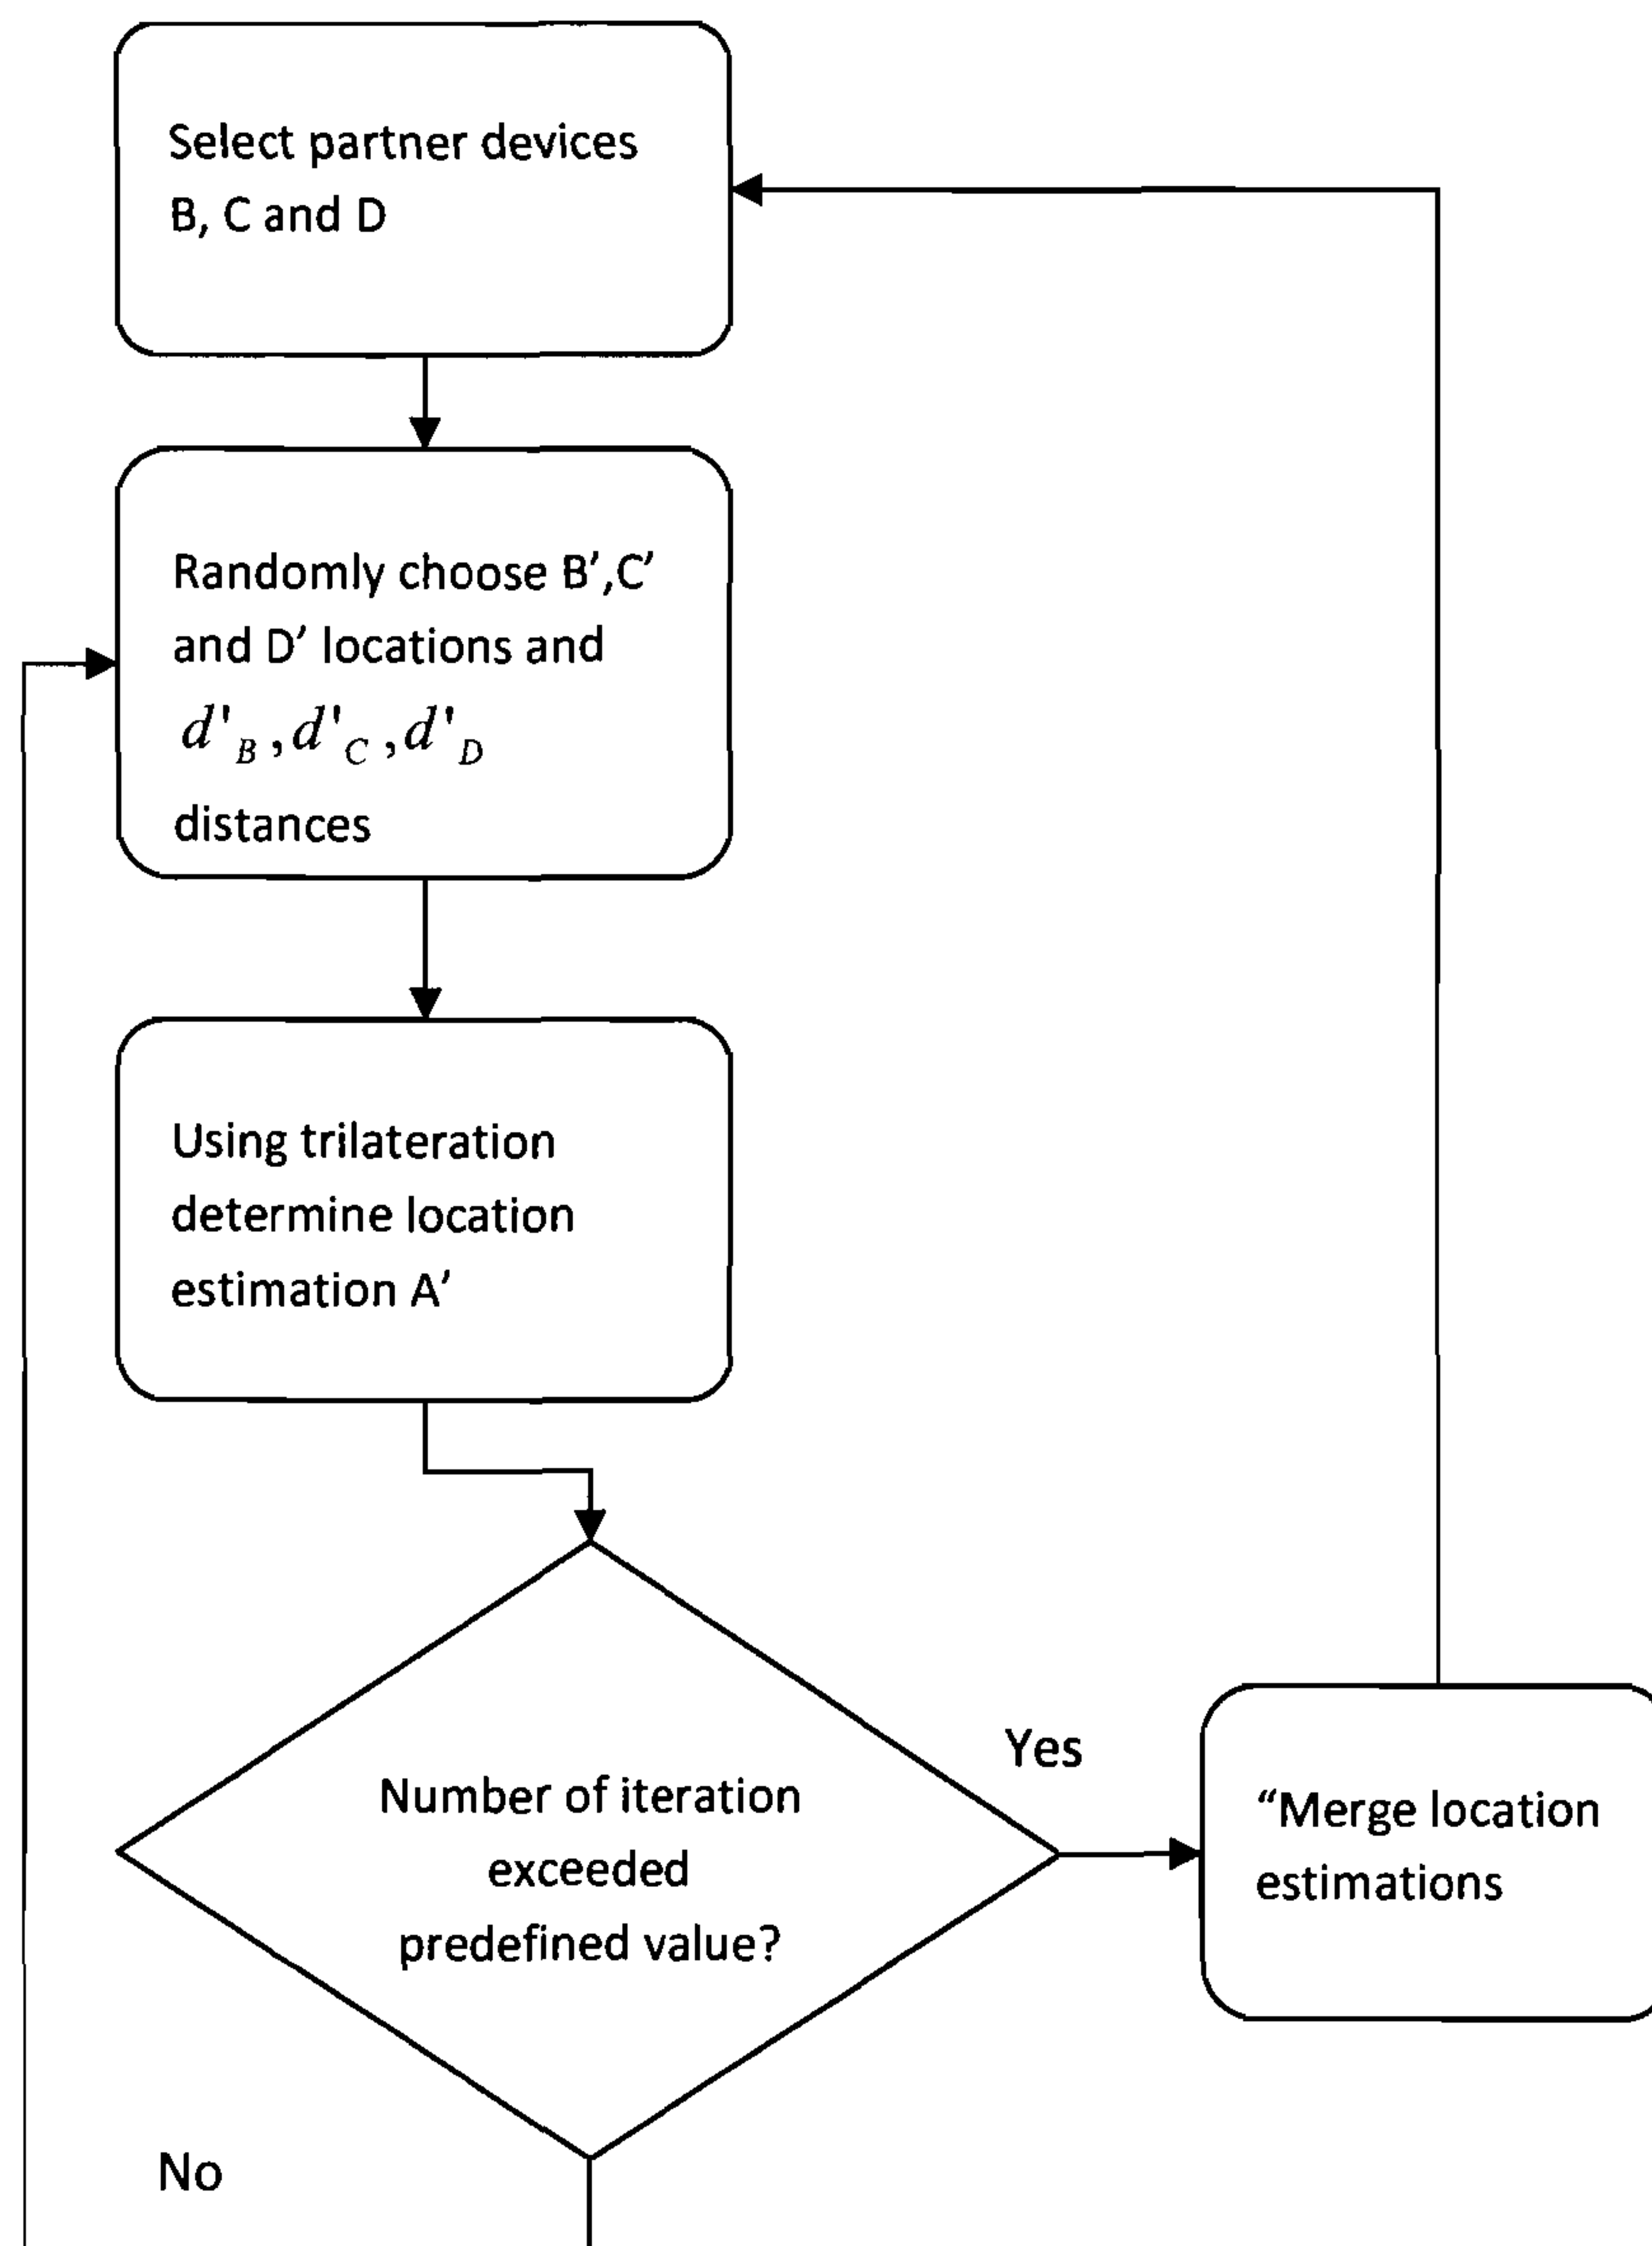 Select partner devices
B, C and D
Randomly choose B’,C’
and D’ locations and
d'B,d'C,d'D
distances
Using trilateration
determine location
estimation A’
Number of iteration
exceeded
predefined value?
Yes
“Merge location
estimations
No